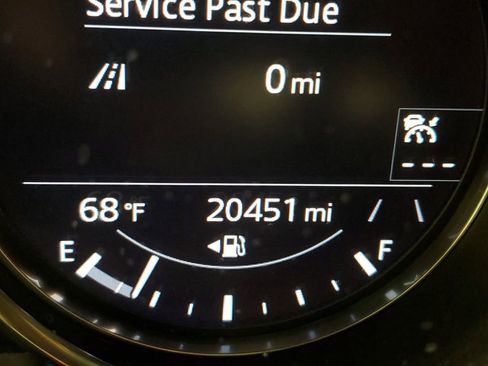 Service Past Due
0 mi
---
68°F 20451 mi
E F